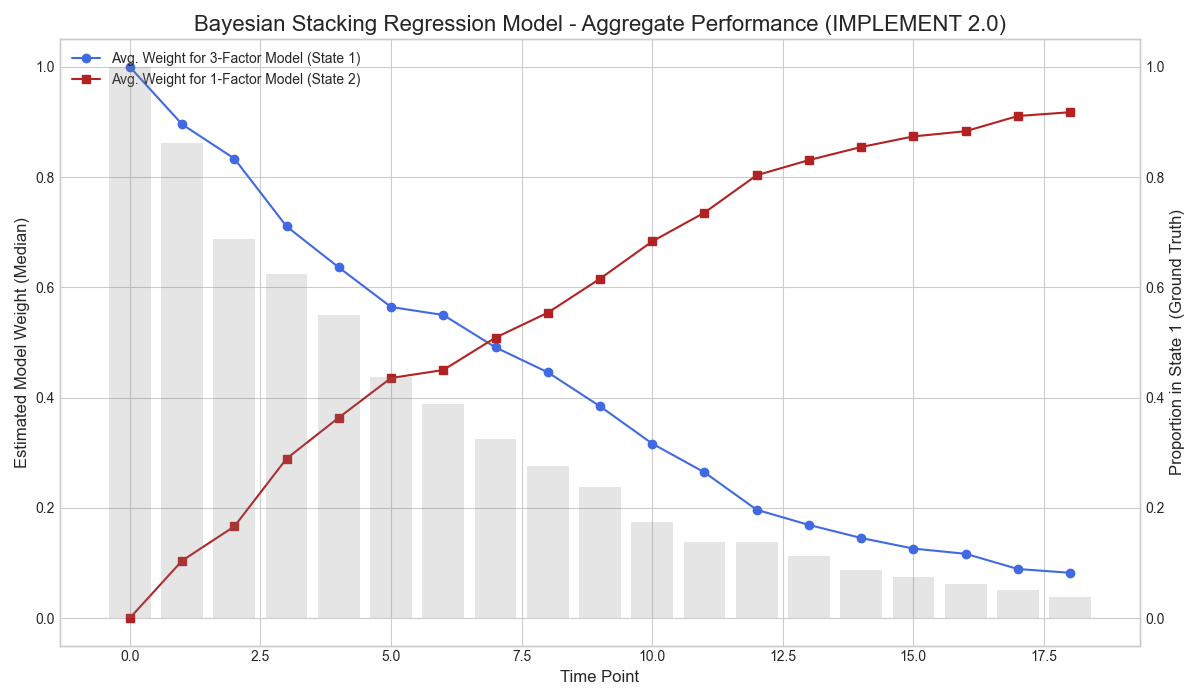 Bayesian Stacking Regression Model - Aggregate Performance (IMPLEMENT 2.0)
Avg. Weight for 3-Factor Model (State 1)
Avg. Weight for 1-Factor Model (State 2)
Estimated Model Weight (Median)
1.0
0.8
0.6
0.4
0.2
0.0
1.0
0.8
0.6
0.4
0.2
0.0
Proportion in State 1 (Ground Truth)
0.0 2.5 5.0 7.5 10.0 12.5 15.0 17.5
Time Point